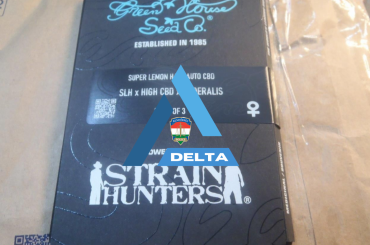 Green House
Seed Co.®
ESTABLISHED IN 1985
SUPER LEMON AUTO CBD
SLH x HIGH CBD
OF 3
DELTA
STRAIN
HUNTERS®